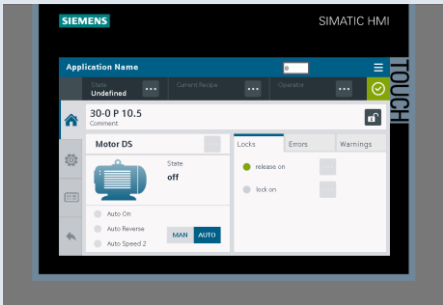 SIEMENS
SIMATIC HMI
TOUCH
Application Name
State
Undefined
Current Recipe
Operator
30-0 P 10.5
Comment
Motor DS
State
off
Auto On
Auto Reverse
Auto Speed 2
MAN AUTO
Locks Errors Warnings
release on
lock on